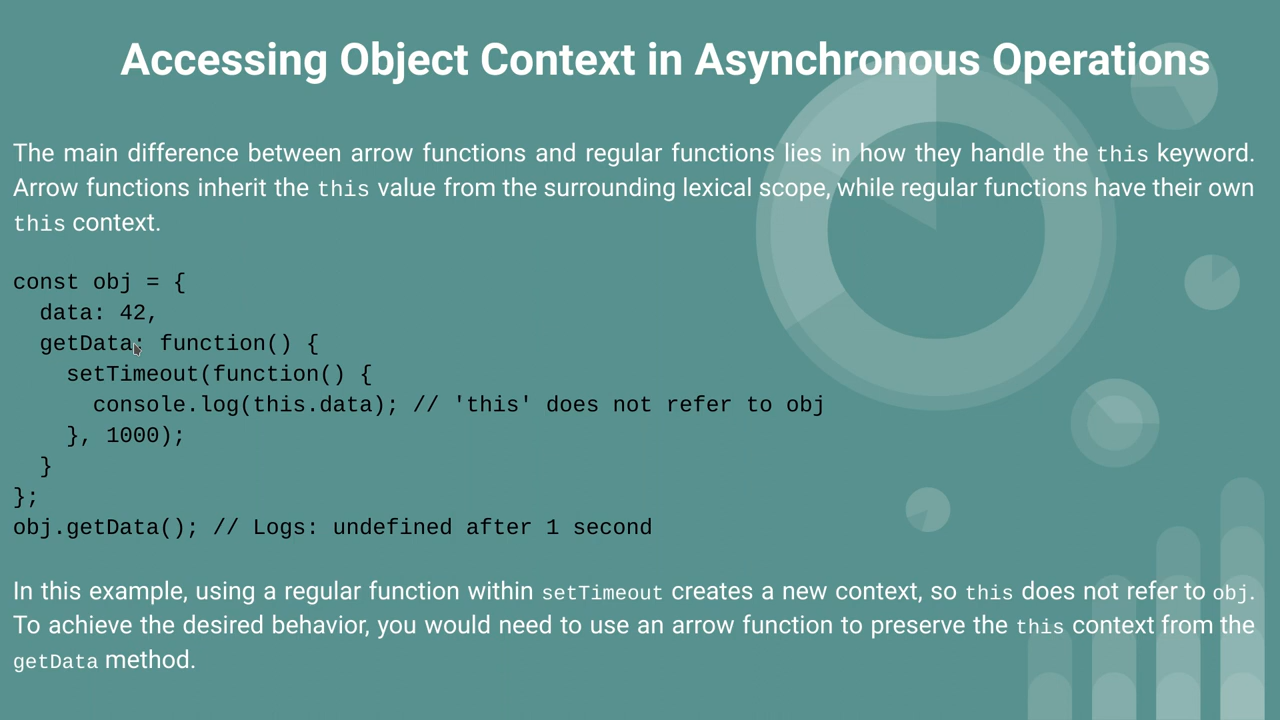 Accessing Object Context in Asynchronous Operations
The main difference between arrow functions and regular functions lies in how they handle the this keyword.
Arrow functions inherit the this value from the surrounding lexical scope, while regular functions have their own
this context.
const obj = {
  data: 42,
  getData: function() {
    setTimeout(function() {
      console.log(this.data); // 'this' does not refer to obj
    }, 1000);
  }
};
obj.getData(); // Logs: undefined after 1 second
In this example, using a regular function within setTimeout creates a new context, so this does not refer to obj.
To achieve the desired behavior, you would need to use an arrow function to preserve the this context from the
getData method.